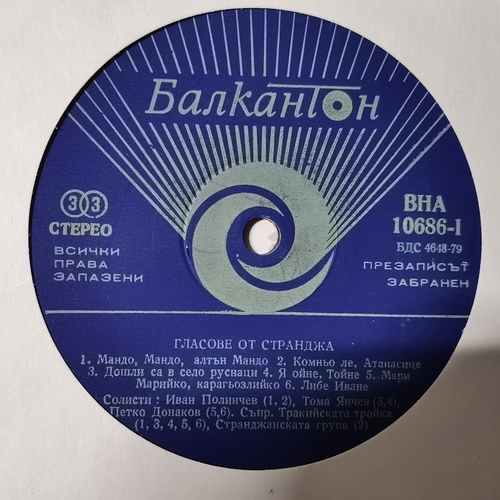 Балкантон
33
СТЕРЕО
ВСИЧКИ
ПРАВА
ЗАПАЗЕНИ
ВНА
10686-I
БДС 4648-79
ПРЕЗАПИСЪТ
ЗАБРАНЕН
ГЛАСОВЕ ОТ СТРАНДЖА
1. Мандо, Мандо, алтън Мандо 2. Комньо ле, Атанасице
3. Дошли са в село руснаци 4. Я ойне, Тойне 5. Мари
Марийко, карагьозлийко 6. Либе Иване
Солисти: Иван Полинчев (1, 2), Тома Янчев (3,4),
Петко Донаков (5,6). Съпр. Тракийската тройка
(1, 3, 4, 5, 6), Странджанската група (2)